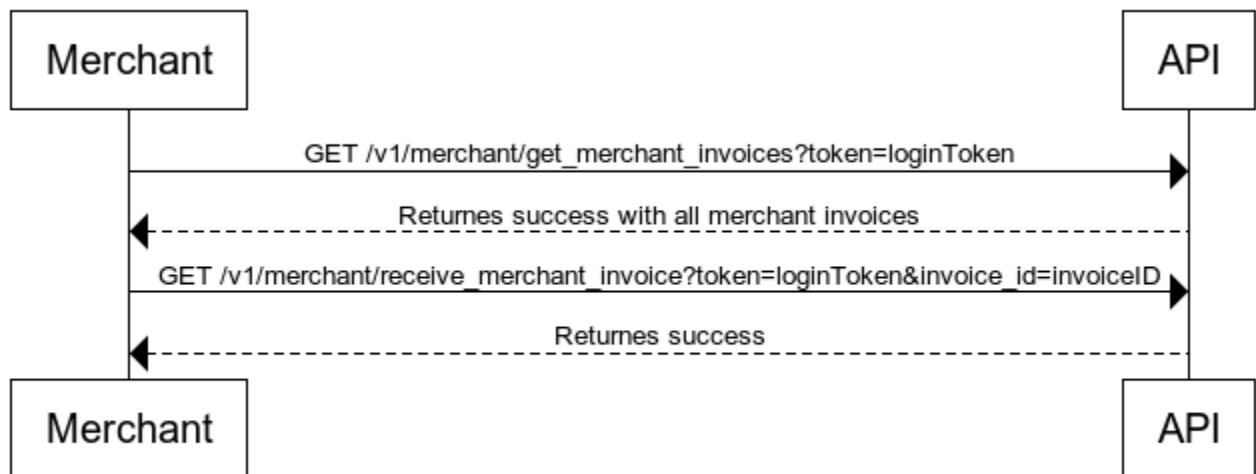 Merchant
API
GET /v1/merchant/get_merchant_invoices?token=loginToken
Returnes success with all merchant invoices
GET /v1/merchant/receive_merchant_invoice?token=loginToken&invoice_id=invoiceID
Returnes success
Merchant
API